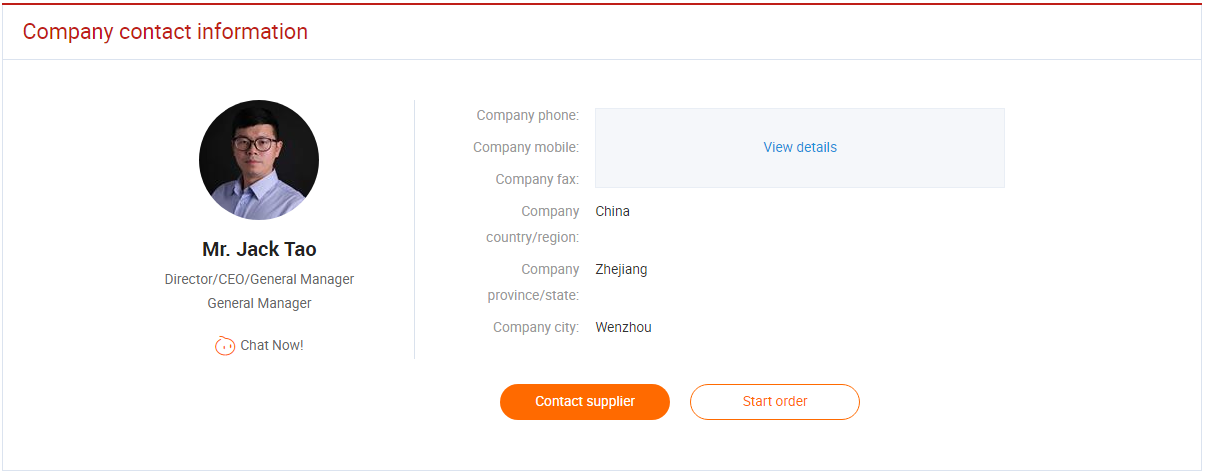 Company contact information
Mr. Jack Tao
Director/CEO/General Manager
General Manager
Chat Now!
Company phone:
Company mobile:
View details
Company fax:
Company China
country/region:
Company Zhejiang
province/state:
Company city: Wenzhou
Contact supplier
Start order